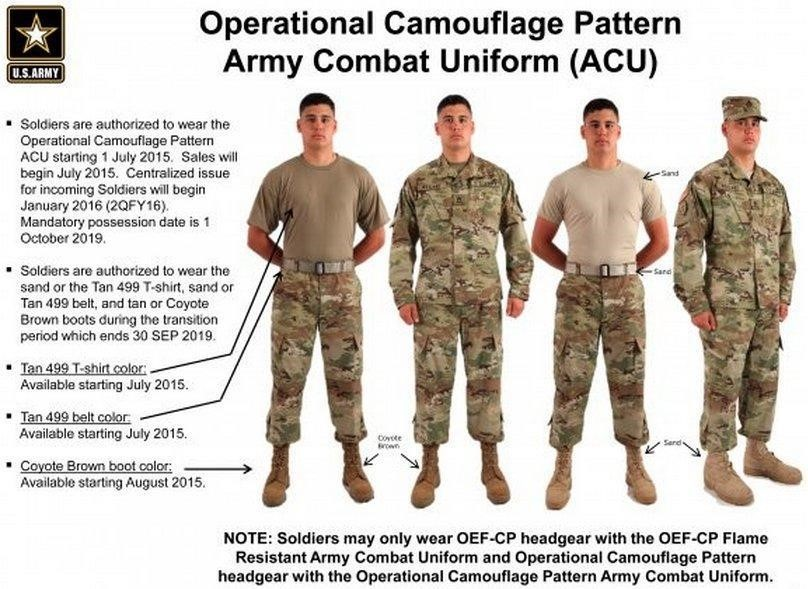 Operational Camouflage Pattern
Army Combat Uniform (ACU)
U.S.ARMY
▪ Soldiers are authorized to wear the
Operational Camouflage Pattern
ACU starting 1 July 2015. Sales will
begin July 2015. Centralized issue
for incoming Soldiers will begin
January 2016 (2QFY16).
Mandatory possession date is 1
October 2019.
▪ Soldiers are authorized to wear the
sand or the Tan 499 T-shirt, sand or
Tan 499 belt, and tan or Coyote
Brown boots during the transition
period which ends 30 SEP 2019.
▪ Tan 499 T-shirt color:
Available starting July 2015.
▪ Tan 499 belt color:
Available starting July 2015.
▪ Coyote Brown boot color:
Available starting August 2015.
Coyote
Brown
Sand
Sand
Sand
NOTE: Soldiers may only wear OEF-CP headgear with the OEF-CP Flame
Resistant Army Combat Uniform and Operational Camouflage Pattern
headgear with the Operational Camouflage Pattern Army Combat Uniform.